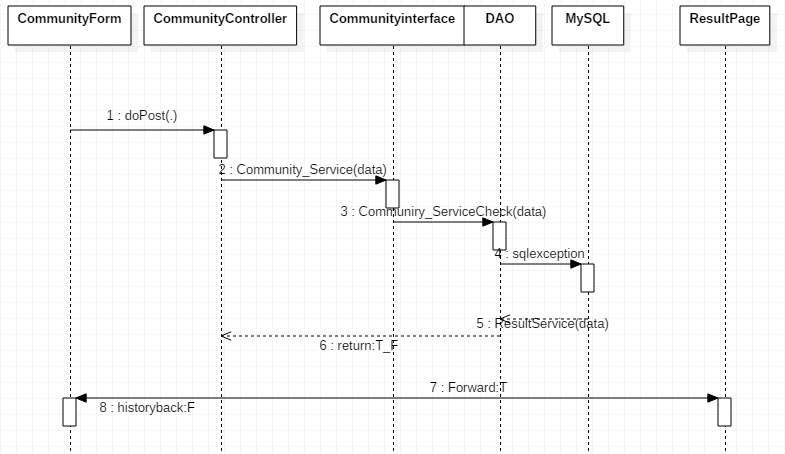 CommunityForm
CommunityController
Communityinterface
DAO
MySQL
ResultPage
1 : doPost(.)
2 : Community_Service(data)
3 : Communiry_ServiceCheck(data)
4 : sqlexception
5 : ResultService(data)
6 : return:T_F
7 : Forward:T
8 : historyback:F